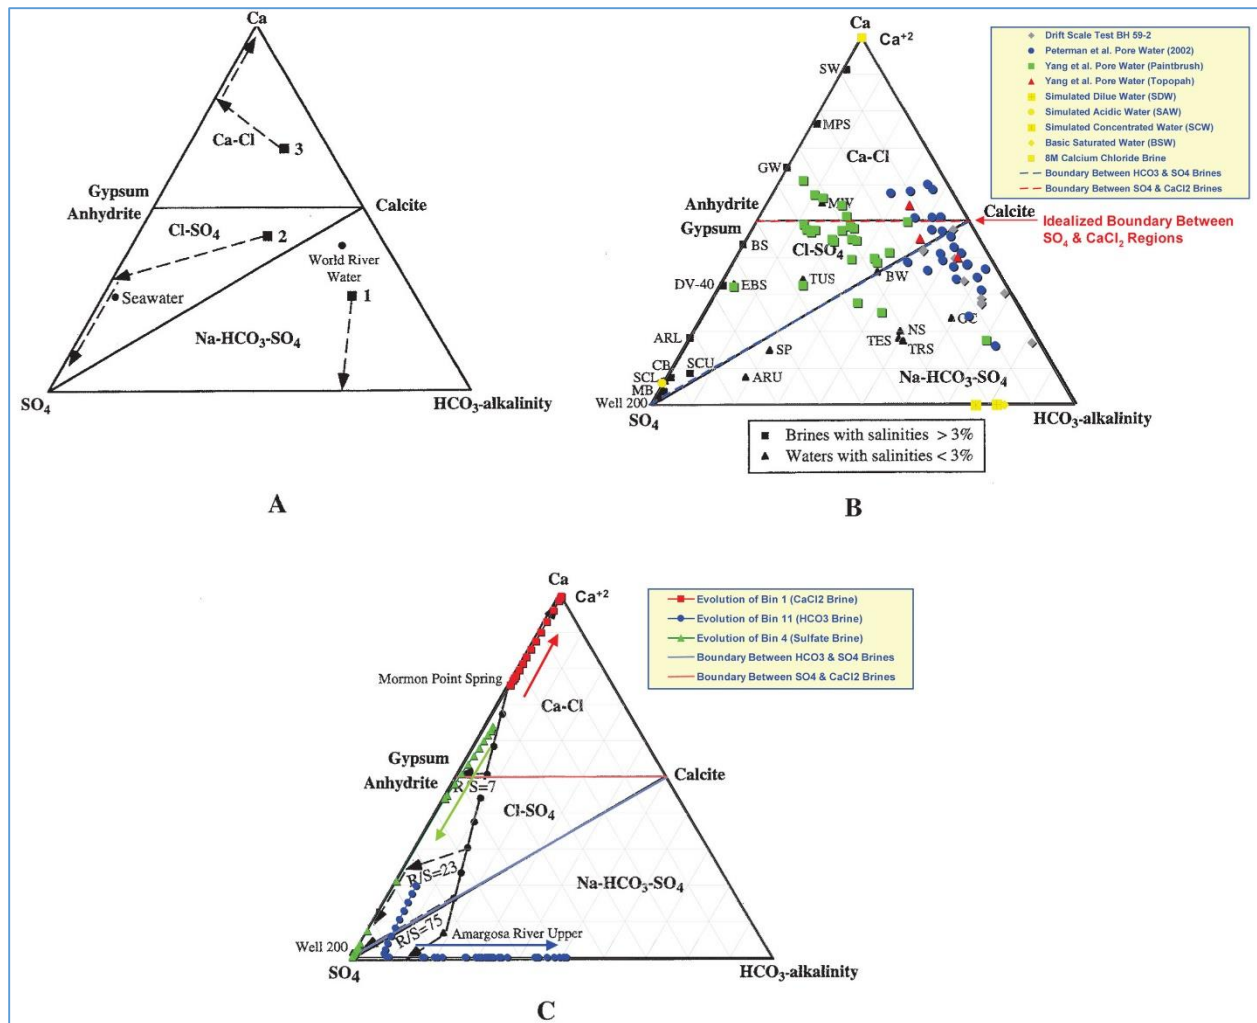 Ca
Ca-Cl
3
Gypsum
Anhydrite
Calcite
Cl-SO4
2
World River
Water
Seawater
1
Na-HCO3-SO4
SO4
HCO3-alkalinity
A
Ca
Ca+2
SW
MPS
Ca-Cl
GW
MW
Anhydrite
Gypsum
Calcite
Idealized Boundary Between
SO4 & CaCl2 Regions
Cl-SO4
BS
BW
DV-40
EBS
TUS
GC
ARL
NS
TES
TRS
CB
SCU
SP
SCL
ARU
MB
Na-HCO3-SO4
Well 200
SO4
HCO3-alkalinity
Drift Scale Test BH 59-2
Peterman et al. Pore Water (2002)
Yang et al. Pore Water (Paintbrush)
Yang et al. Pore Water (Topopah)
Simulated Dilue Water (SDW)
Simulated Acidic Water (SAW)
Simulated Concentrated Water (SCW)
Basic Saturated Water (BSW)
8M Calcium Chloride Brine
Boundary Between HCO3 & SO4 Brines
Boundary Between SO4 & CaCl2 Brines
Brines with salinities > 3%
Waters with salinities < 3%
B
Ca
Ca+2
Evolution of Bin 1 (CaCl2 Brine)
Evolution of Bin 11 (HCO3 Brine)
Evolution of Bin 4 (Sulfate Brine)
Boundary Between HCO3 & SO4 Brines
Boundary Between SO4 & CaCl2 Brines
Mormon Point Spring
Ca-Cl
Gypsum
Anhydrite
Calcite
R/S=7
Cl-SO4
R/S=23
Na-HCO3-SO4
R/S=75
Amargosa River Upper
Well 200
SO4
HCO3-alkalinity
C